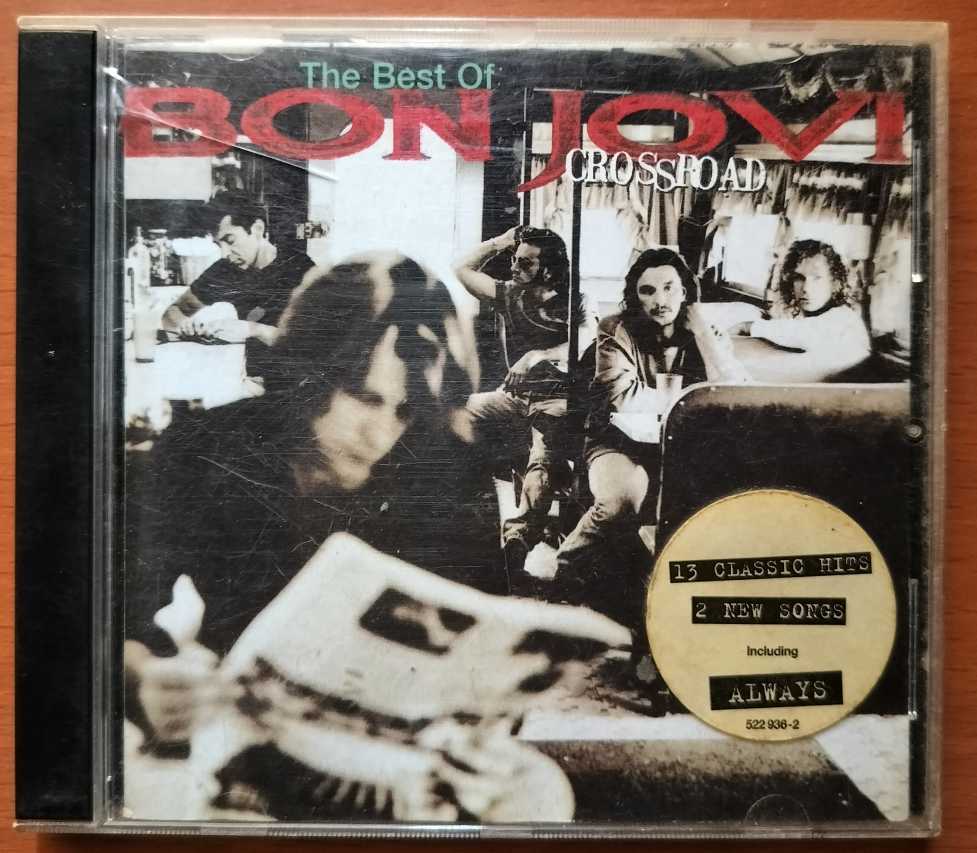 The Best Of
BON JOVI
CROSSROAD
13 CLASSIC HITS
2 NEW SONGS
Including
ALWAYS
522 936-2